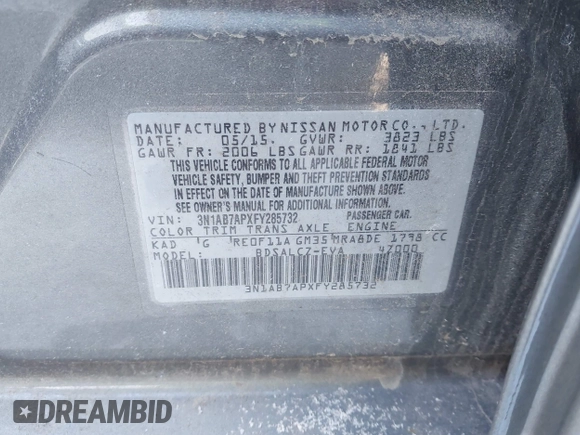 MANUFACTURED BY NISSAN MOTOR CO., LTD.
DATE: 05/15. GVWR: 3823 LBS
GAWR FR: 2006 LBS GAWR RR: 1841 LBS
THIS VEHICLE CONFORMS TO ALL APPLICABLE FEDERAL MOTOR
VEHICLE SAFETY, BUMPER AND THEFT PREVENTION STANDARDS
IN EFFECT ON THE DATE OF MANUFACTURE SHOWN ABOVE.
SEE OWNER'S MANUAL FOR ADDITIONAL INFORMATION.
VIN: 3N1AB7APXFY285732 PASSENGER CAR
COLOR TRIM TRANS AXLE ENGINE
KAD G RE0F11A GM35 MRA8DE 1798 CC
MODEL: BDSALCZ-EVA 47000
3N1AB7APXFY285732
DREAMBID